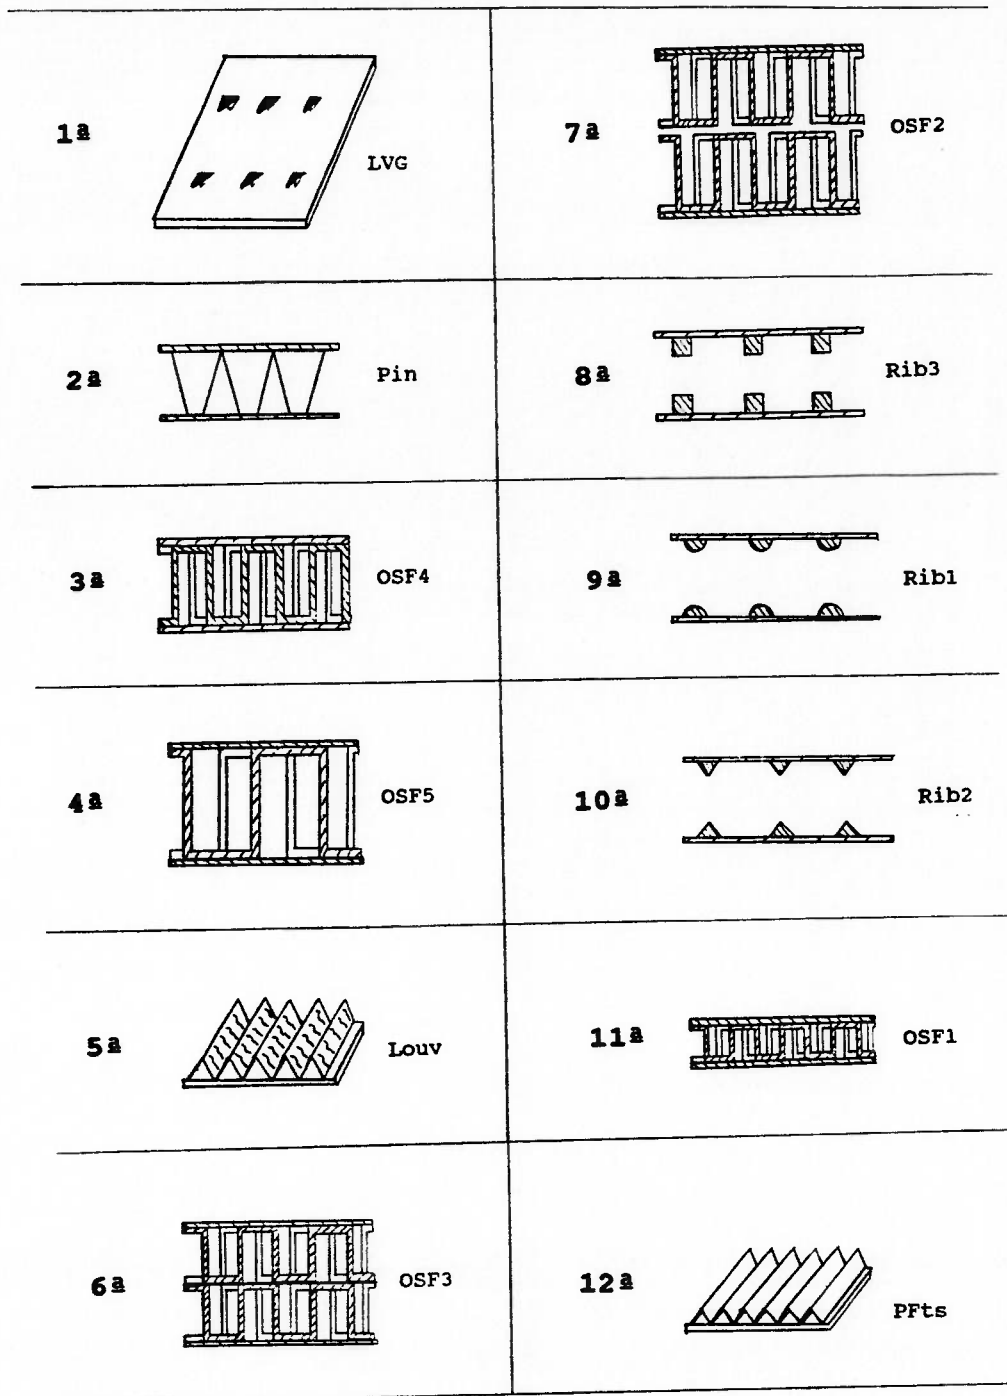 1ª
LVG
2ª
Pin
3ª
OSF4
4ª
OSF5
5ª
Louv
6ª
OSF3
7ª
OSF2
8ª
Rib3
9ª
Rib1
10ª
Rib2
11ª
OSF1
12ª
PFts